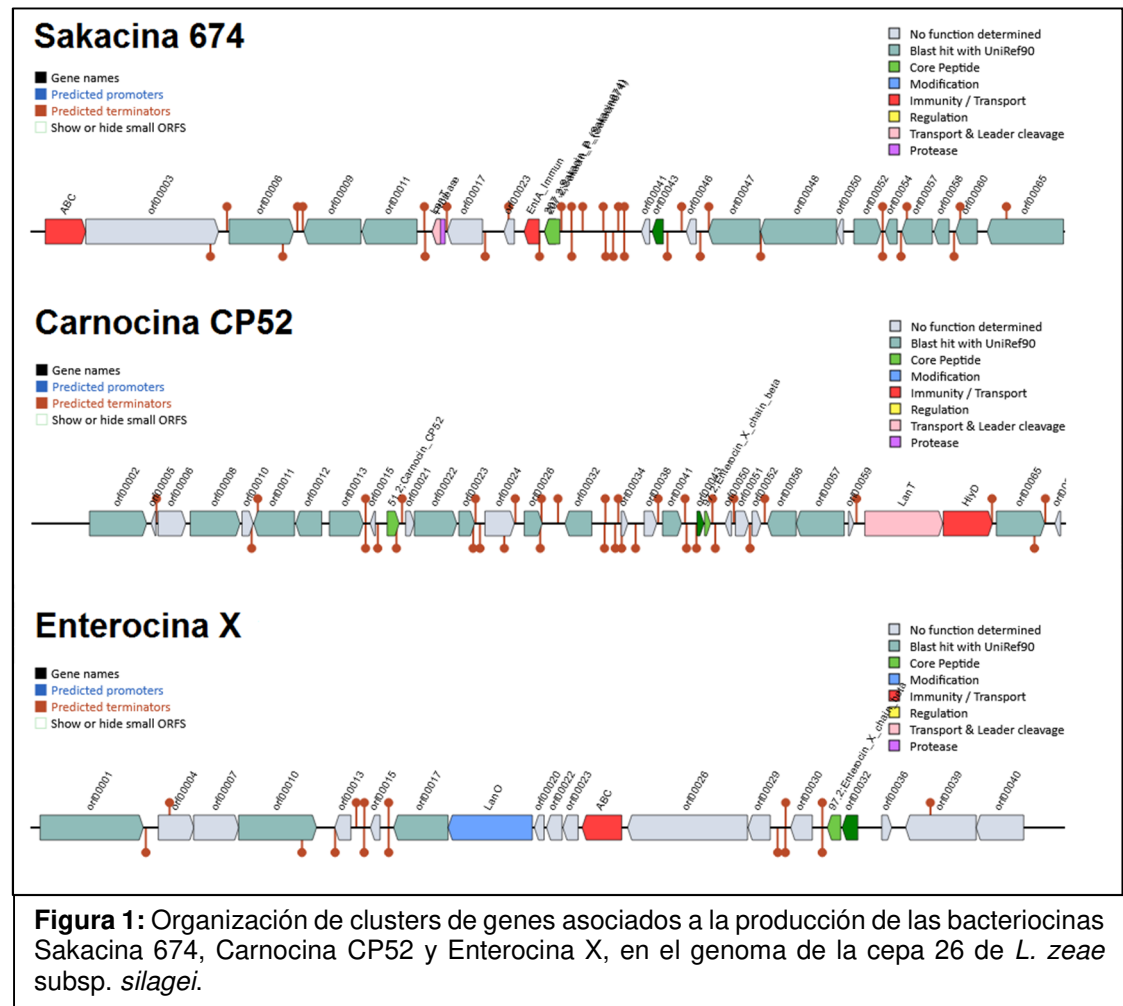 Sakacina 674
Gene names
Predicted promoters
Predicted terminators
Show or hide small ORFS
No function determined
Blast hit with UniRef90
Core Peptide
Modification
Immunity / Transport
Regulation
Transport & Leader cleavage
Protease
ABC
orf00003
orf00006
orf00009
orf00011
orf00017
orf00023
EntA_Immun
orf00041
orf00043
orf00046
orf00047
orf00048
orf00050
orf00052
orf00054
orf00057
orf00058
orf00060
orf00065
Carnocina CP52
Gene names
Predicted promoters
Predicted terminators
Show or hide small ORFS
No function determined
Blast hit with UniRef90
Core Peptide
Modification
Immunity / Transport
Regulation
Transport & Leader cleavage
Protease
orf00002
orf00005
orf00006
orf00008
orf00010
orf00011
orf00012
orf00013
orf00015
51.2;Carnocin_CP52
orf00021
orf00022
orf00023
orf00024
orf00026
orf00032
orf00034
orf00038
orf00041
orf00043
97.2;Enterocin_X_chain_beta
orf00050
orf00051
orf00052
orf00056
orf00057
orf00059
LanT
HlyD
orf00065
Enterocina X
Gene names
Predicted promoters
Predicted terminators
Show or hide small ORFS
No function determined
Blast hit with UniRef90
Core Peptide
Modification
Immunity / Transport
Regulation
Transport & Leader cleavage
Protease
orf00001
orf00004
orf00007
orf00010
orf00013
orf00015
orf00017
LanO
orf00020
orf00022
orf00023
ABC
orf00026
orf00029
orf00030
97.2;Enterocin_X_chain_beta
orf00032
orf00036
orf00039
orf00040
Figura 1: Organización de clusters de genes asociados a la producción de las bacteriocinas
Sakacina 674, Carnocina CP52 y Enterocina X, en el genoma de la cepa 26 de L. zeae
subsp. silagei.